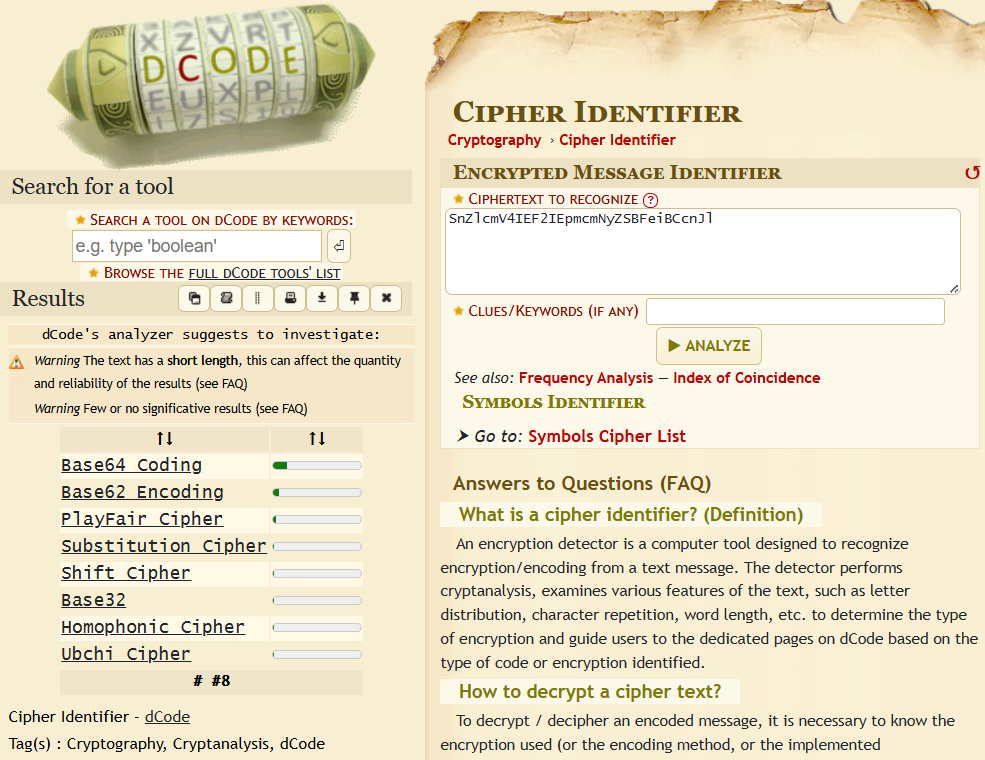 X Z V R T
D C O D E
E U X P L
Search for a tool
★ Search a tool on dCode by keywords:
e.g. type 'boolean'
★ Browse the full dCode tools' list
Results
dCode's analyzer suggests to investigate:
Warning The text has a short length, this can affect the quantity
and reliability of the results (see FAQ)
Warning Few or no significative results (see FAQ)
↑↓ ↑↓
Base64 Coding
Base62 Encoding
PlayFair Cipher
Substitution Cipher
Shift Cipher
Base32
Homophonic Cipher
Ubchi Cipher
# #8
Cipher Identifier - dCode
Tag(s) : Cryptography, Cryptanalysis, dCode
Cipher Identifier
Cryptography › Cipher Identifier
Encrypted Message Identifier
★ Ciphertext to recognize ?
SnZlcmV4IEF2IEpmcmNyZSBFeiBCcnJl
★ Clues/Keywords (if any)
▶ ANALYZE
See also: Frequency Analysis — Index of Coincidence
Symbols Identifier
➤ Go to: Symbols Cipher List
Answers to Questions (FAQ)
What is a cipher identifier? (Definition)
An encryption detector is a computer tool designed to recognize
encryption/encoding from a text message. The detector performs
cryptanalysis, examines various features of the text, such as letter
distribution, character repetition, word length, etc. to determine the type
of encryption and guide users to the dedicated pages on dCode based on the
type of code or encryption identified.
How to decrypt a cipher text?
To decrypt / decipher an encoded message, it is necessary to know the
encryption used (or the encoding method, or the implemented